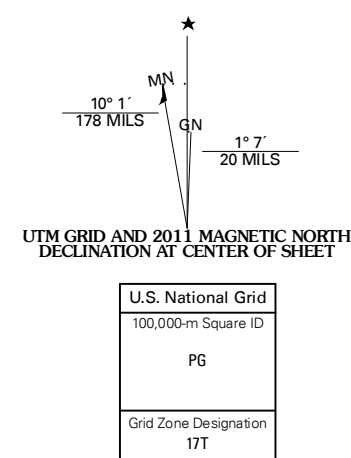 MN
10° 1´
178 MILS
GN
1° 7´
20 MILS
UTM GRID AND 2011 MAGNETIC NORTH
DECLINATION AT CENTER OF SHEET
U.S. National Grid
100,000-m Square ID
PG
Grid Zone Designation
17T